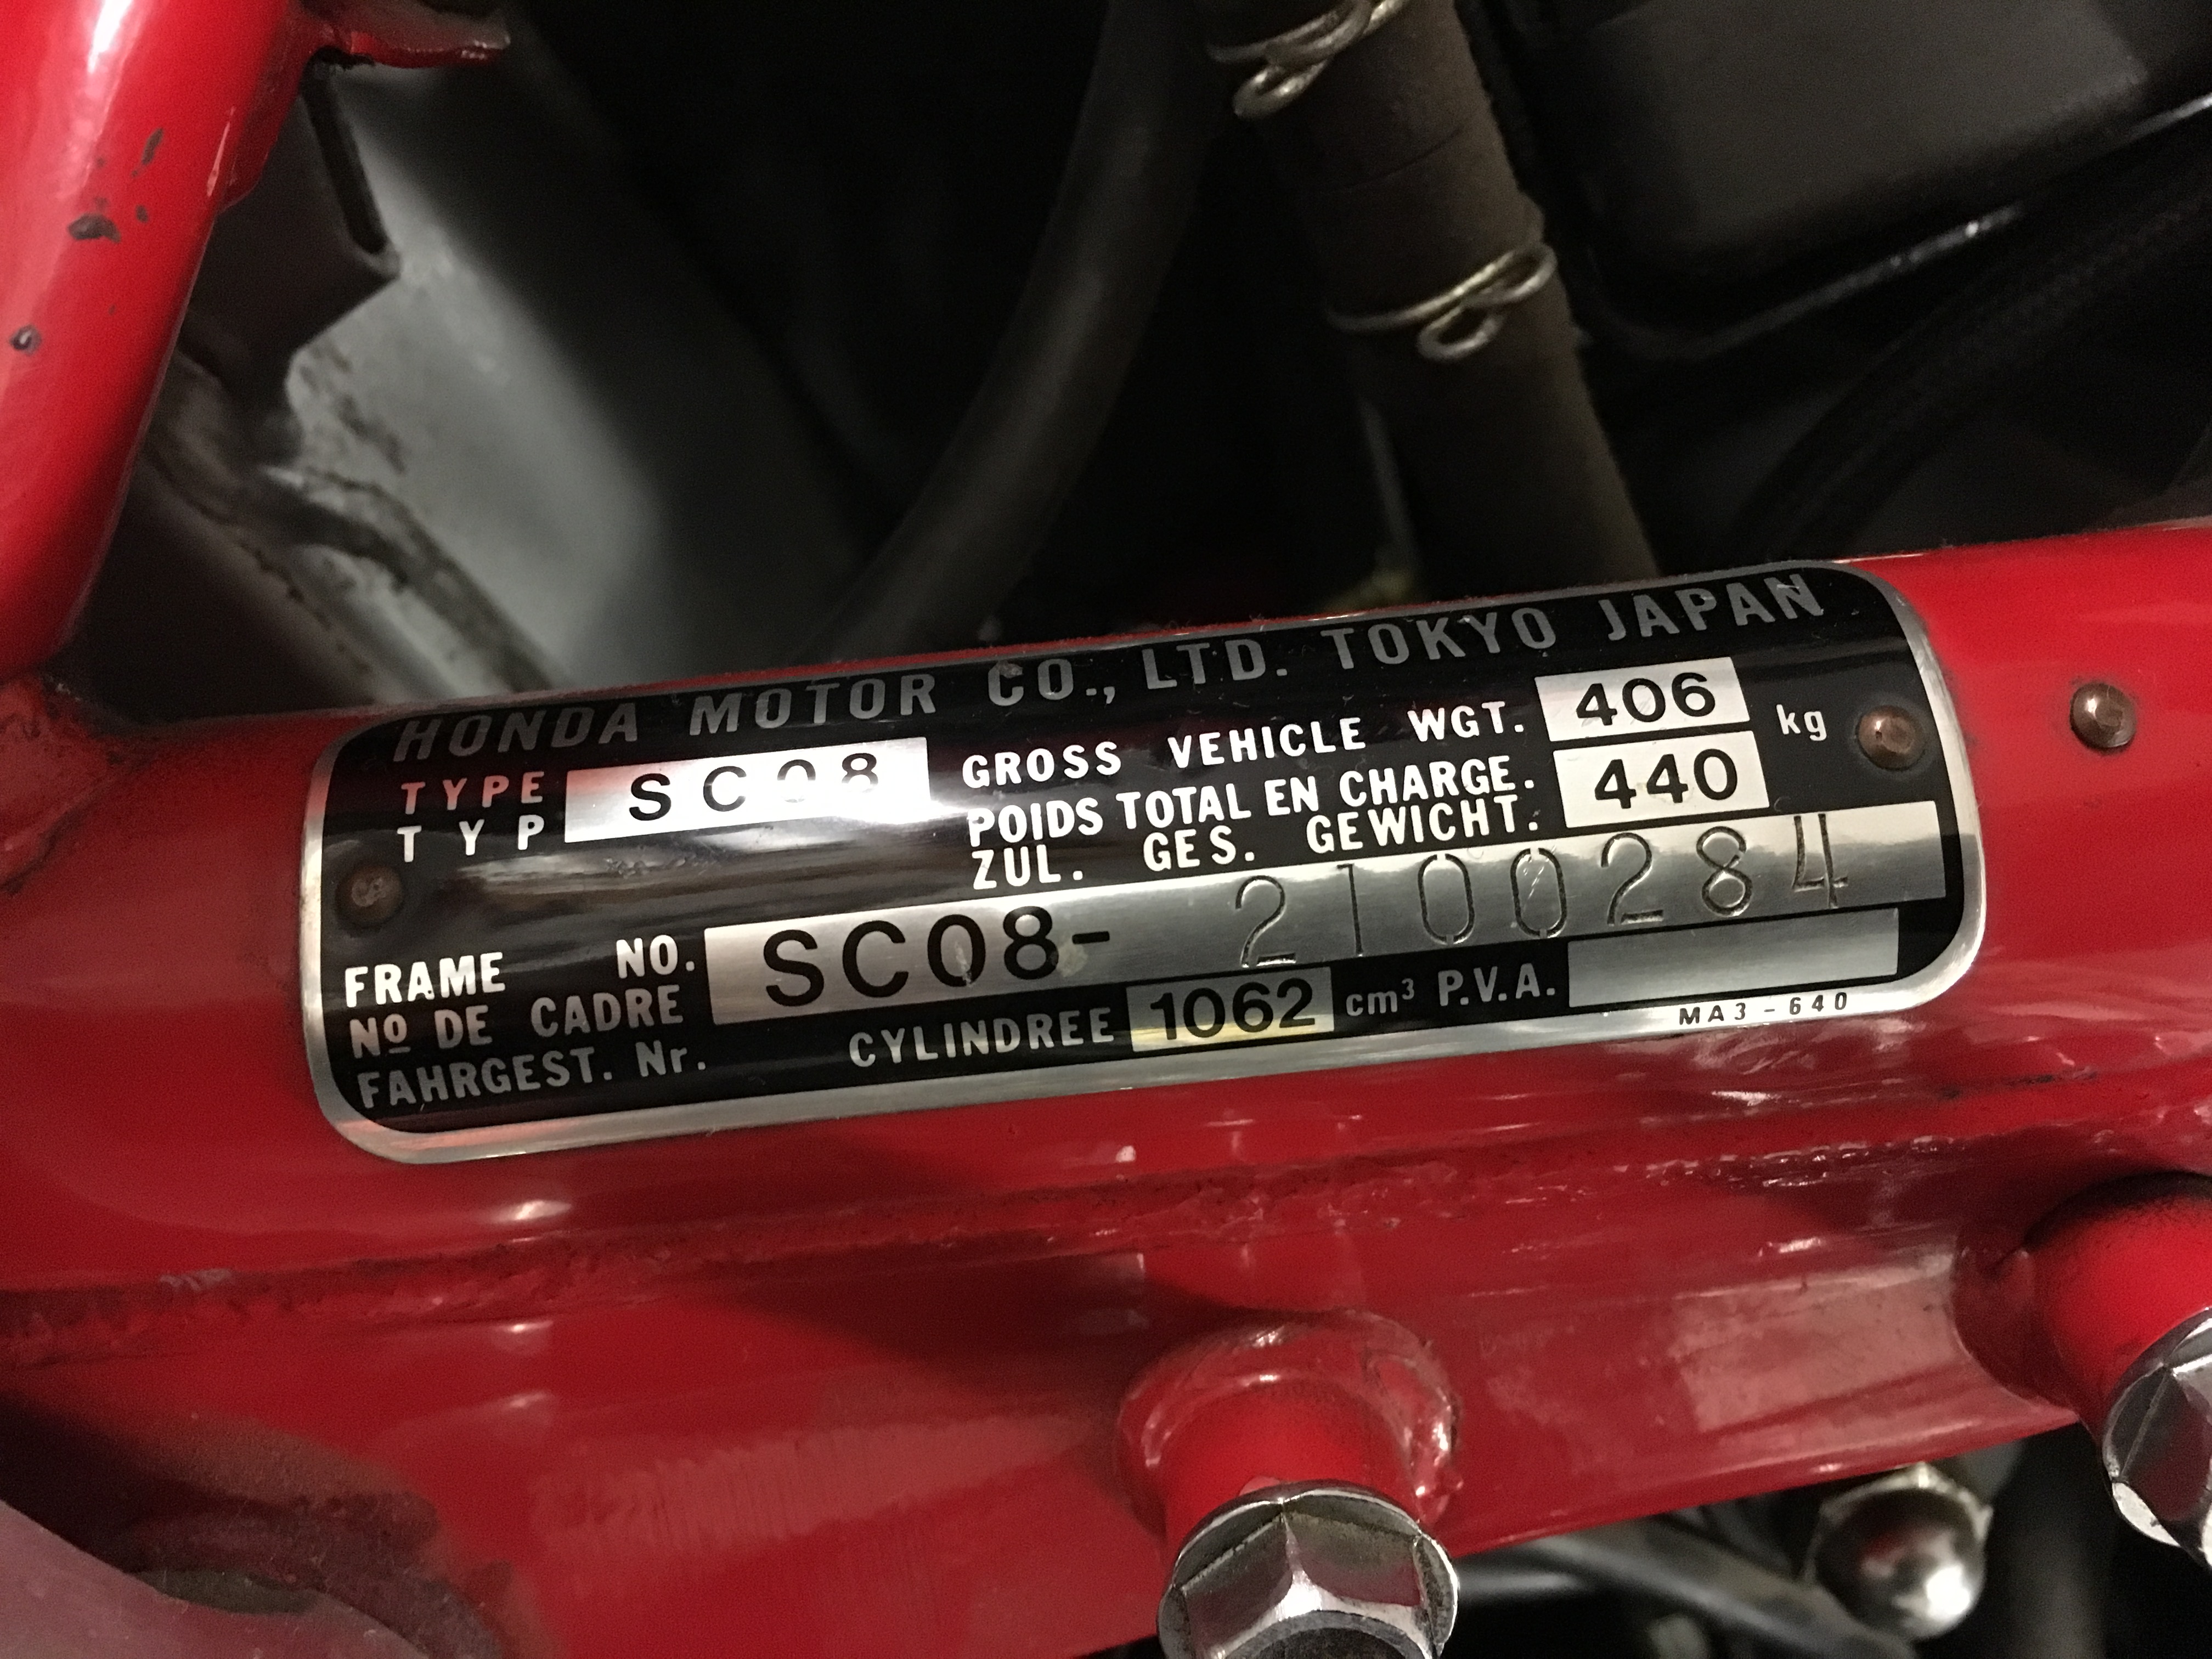 HONDA MOTOR CO., LTD. TOKYO JAPAN
TYPE
TYP
SC08
GROSS VEHICLE WGT. 406 kg
POIDS TOTAL EN CHARGE.
ZUL. GES. GEWICHT. 440
FRAME NO.
Nº DE CADRE
FAHRGEST. Nr.
SC08- 2100284
CYLINDREE 1062 cm³ P.V.A.
MA3-640